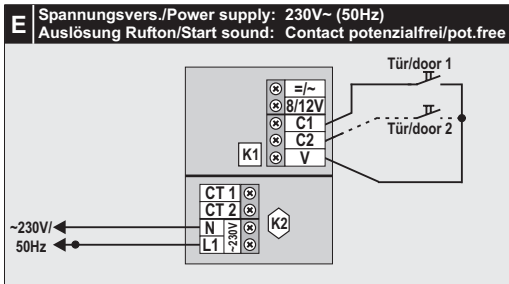 E
Spannungsvers./Power supply: 230V~ (50Hz)
Auslösung Rufton/Start sound: Contact potenzialfrei/pot.free
Tür/door 1
=/~
8/12V
C1
Tür/door 2
C2
K1
V
CT 1
CT 2
K2
~230V/
N
~230V
50Hz
L1